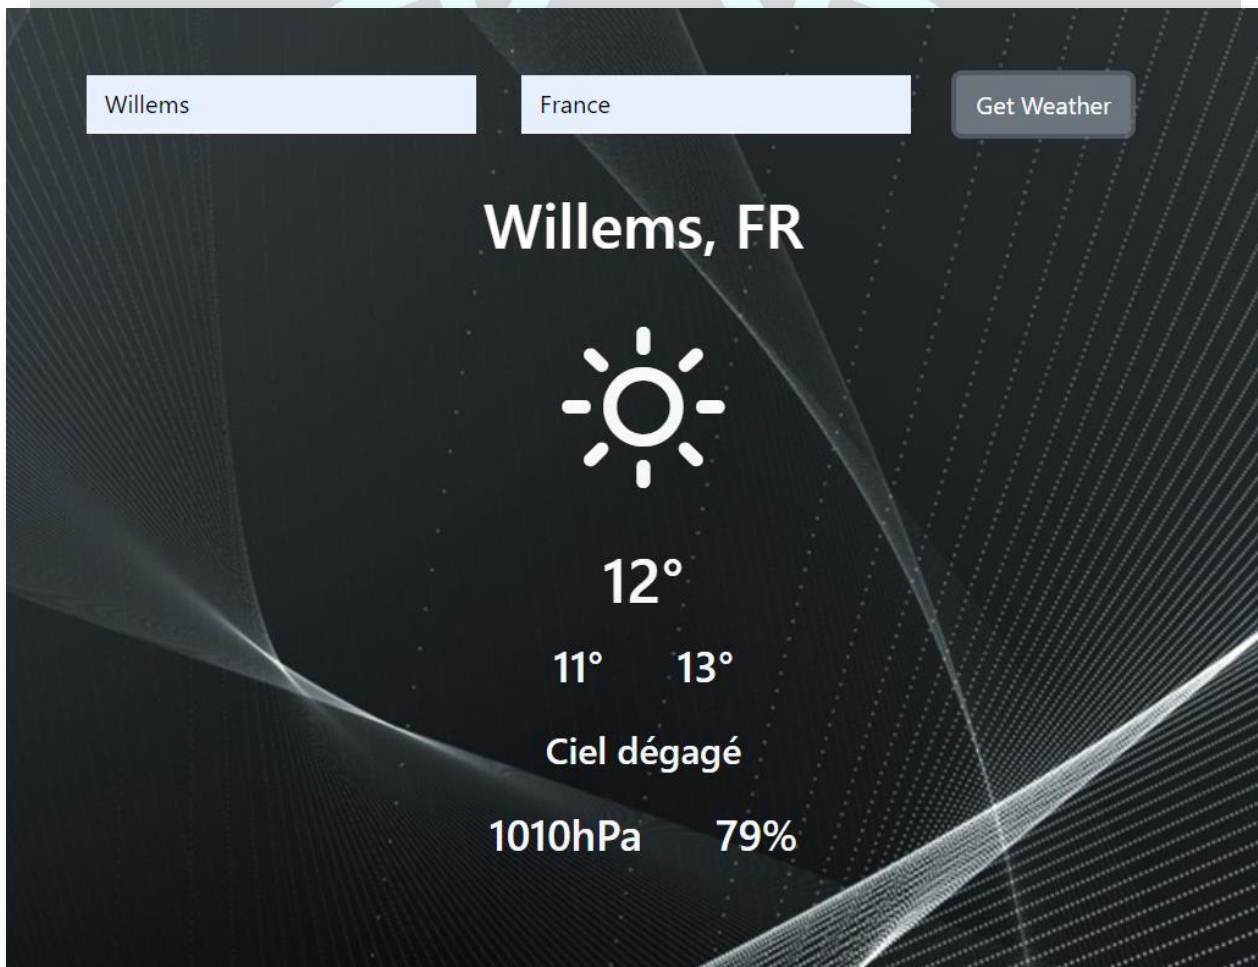 Willems France Get Weather
Willems, FR
12°
11° 13°
Ciel dégagé
1010hPa 79%